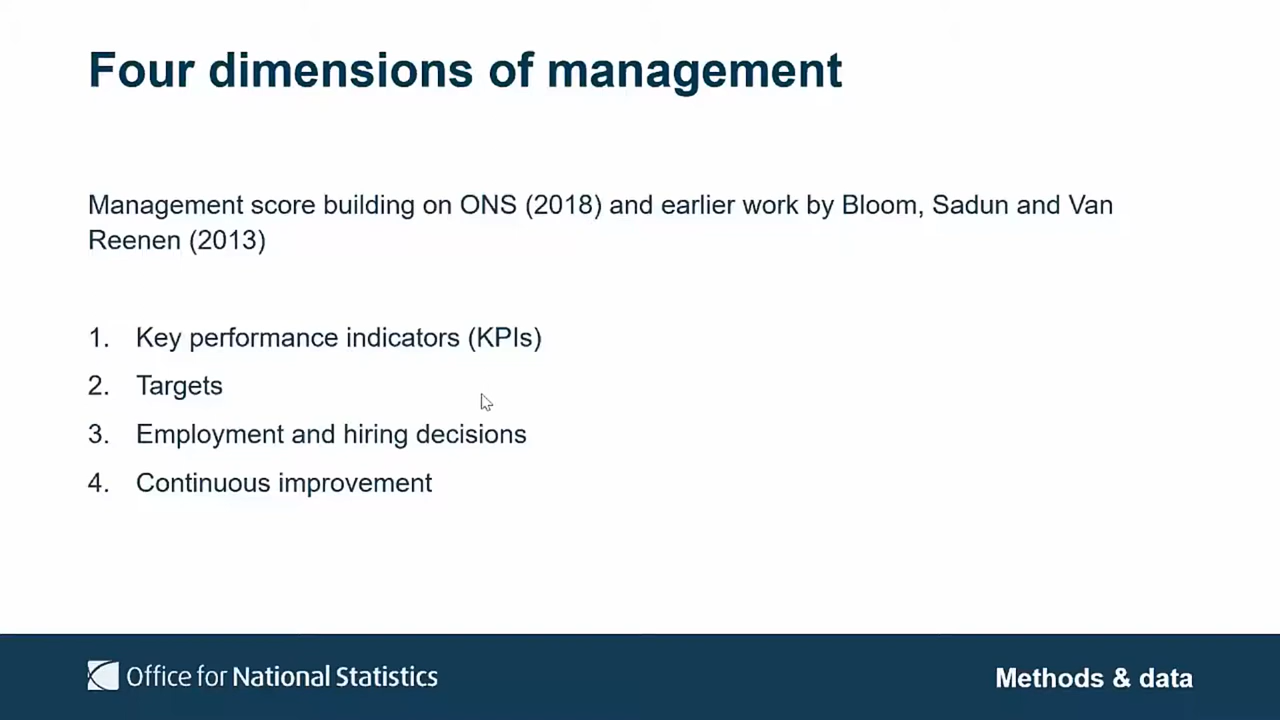 Four dimensions of management
Management score building on ONS (2018) and earlier work by Bloom, Sadun and Van
Reenen (2013)
1. Key performance indicators (KPIs)
2. Targets
3. Employment and hiring decisions
4. Continuous improvement
Office for National Statistics
Methods & data